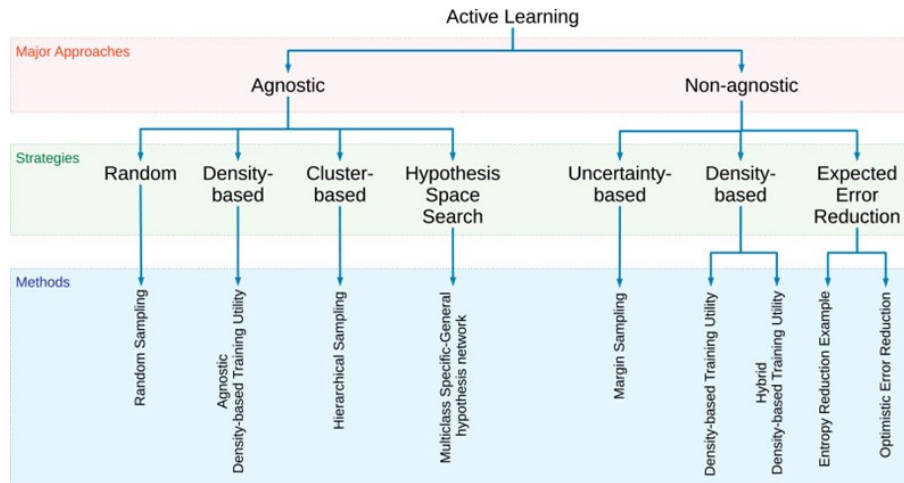 Active Learning
Major Approaches
Agnostic
Non-agnostic
Strategies
Random
Density-
based
Cluster-
based
Hypothesis
Space
Search
Uncertainty-
based
Density-
based
Expected
Error
Reduction
Methods
Random Sampling
Agnostic
Density-based Training Utility
Hierarchical Sampling
Multiclass Specific-General
hypothesis network
Margin Sampling
Density-based Training Utility
Hybrid
Density-based Training Utility
Entropy Reduction Example
Optimistic Error Reduction